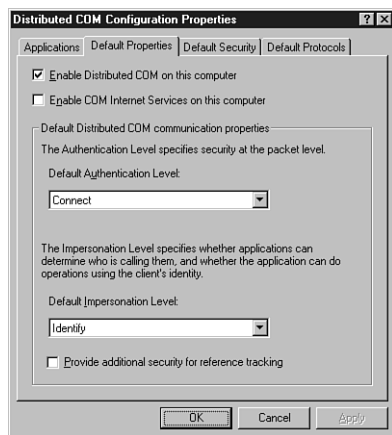 Distributed COM Configuration Properties
Applications Default Properties Default Security Default Protocols
Enable Distributed COM on this computer
Enable COM Internet Services on this computer
Default Distributed COM communication properties
The Authentication Level specifies security at the packet level.
Default Authentication Level:
Connect
The Impersonation Level specifies whether applications can
determine who is calling them, and whether the application can do
operations using the client's identity.
Default Impersonation Level:
Identify
Provide additional security for reference tracking
OK Cancel Apply